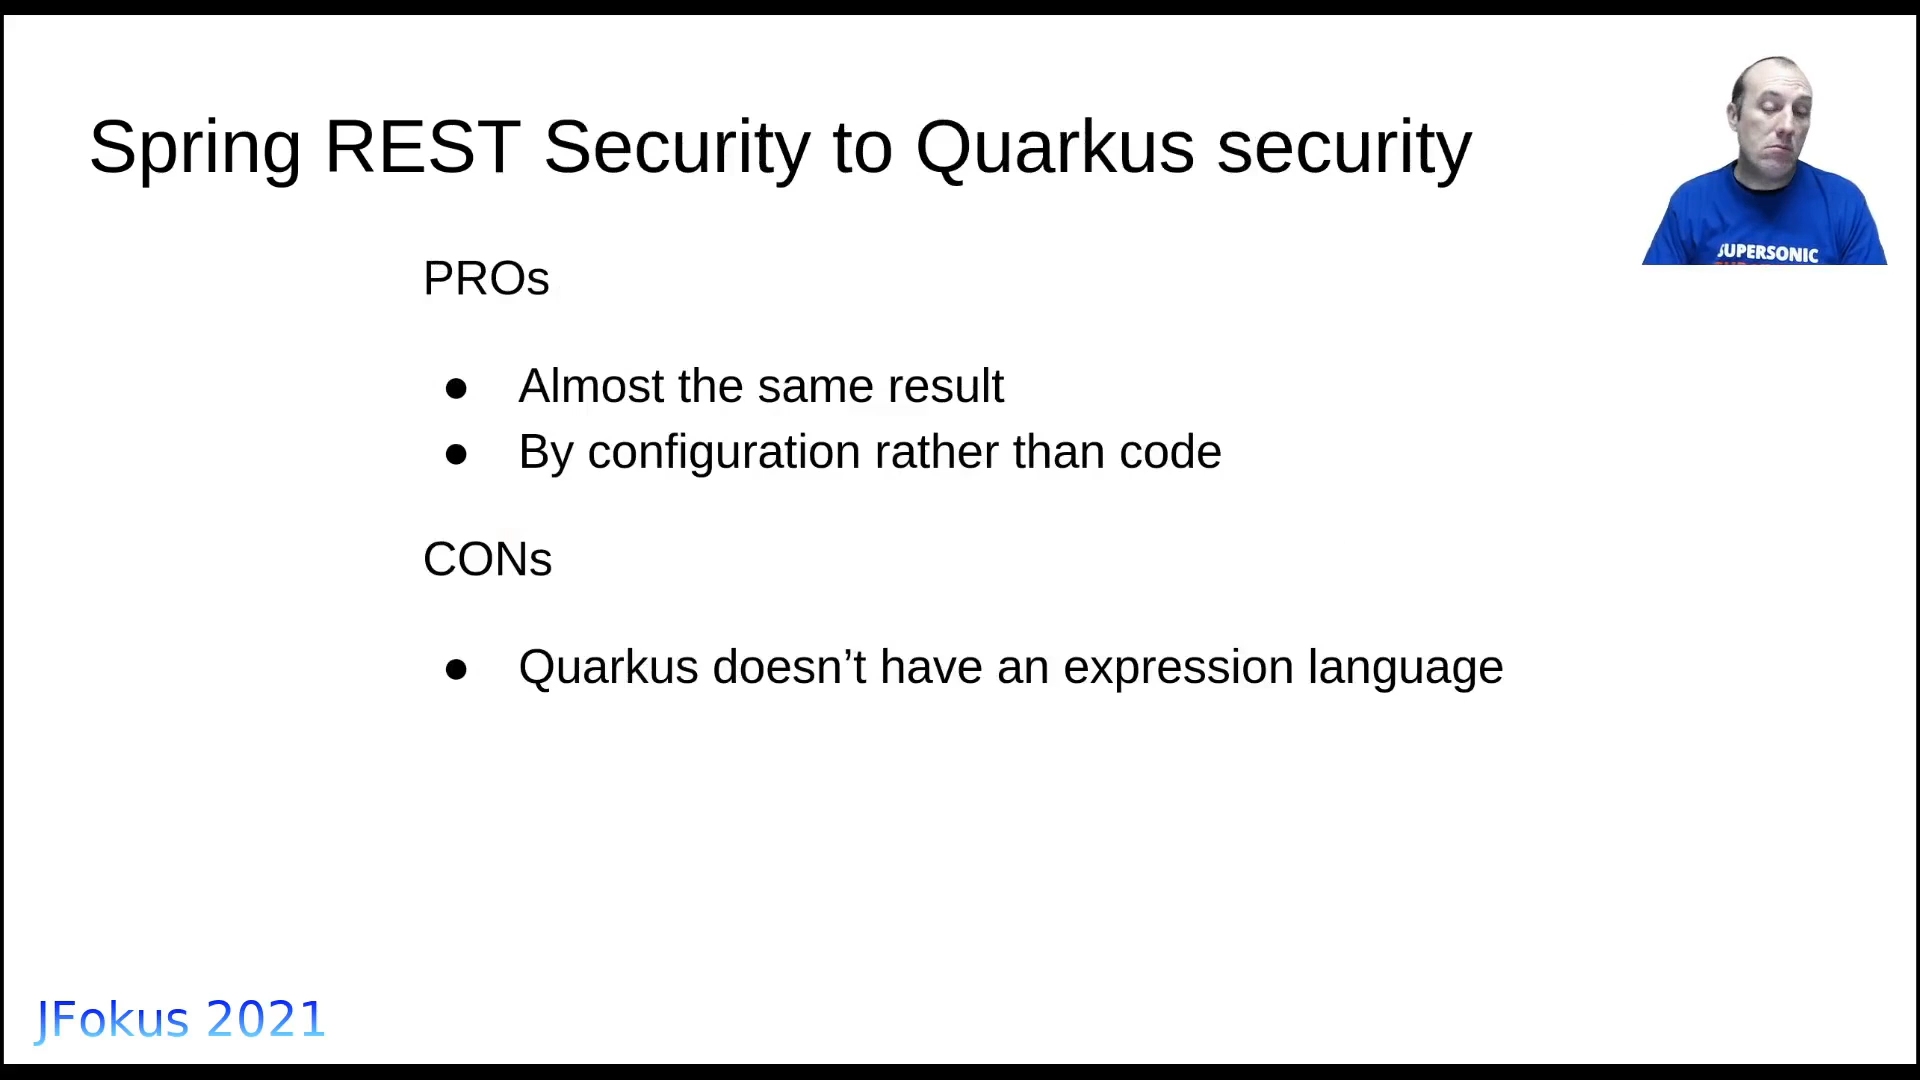 Spring REST Security to Quarkus security
SUPERSONIC
PROs
● Almost the same result
● By configuration rather than code
CONs
● Quarkus doesn’t have an expression language
JFokus 2021